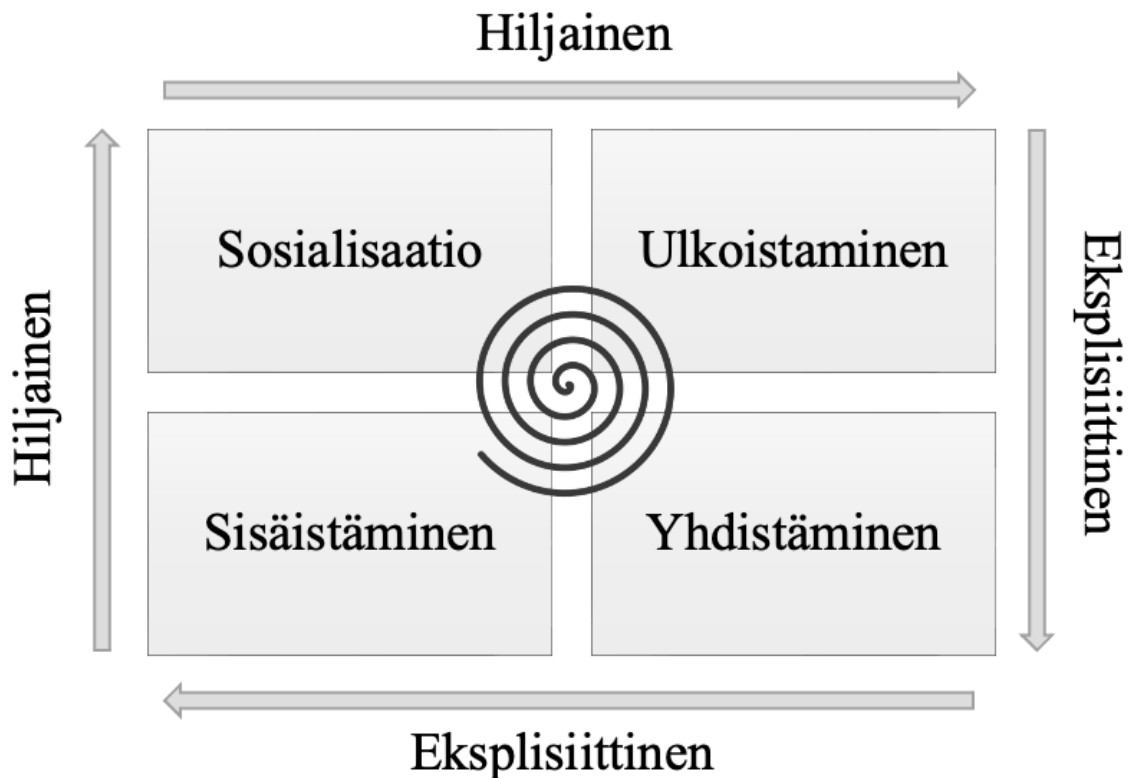 Hiljainen
Sosialisaatio
Ulkoistaminen
Hiljainen
Eksplisiittinen
Sisäistäminen
Yhdistäminen
Eksplisiittinen